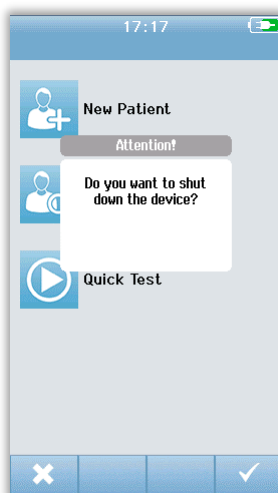 17:17
New Patient
Attention!
Do you want to shut
down the device?
Quick Test